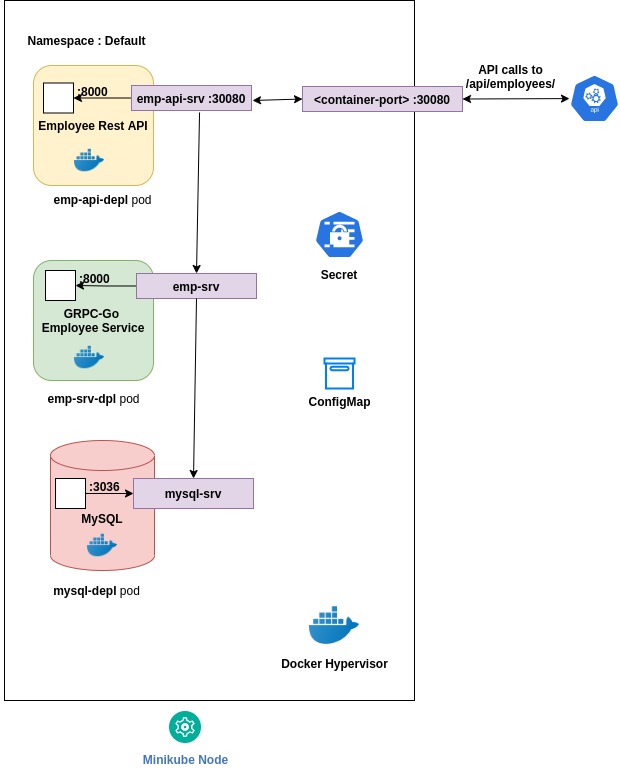 Namespace : Default
API calls to
/api/employees/
:8000
emp-api-srv :30080
<container-port> :30080
api
Employee Rest API
emp-api-depl pod
Secret
:8000
emp-srv
GRPC-Go
Employee Service
ConfigMap
emp-srv-dpl pod
:3036
mysql-srv
MySQL
mysql-depl pod
Docker Hypervisor
Minikube Node